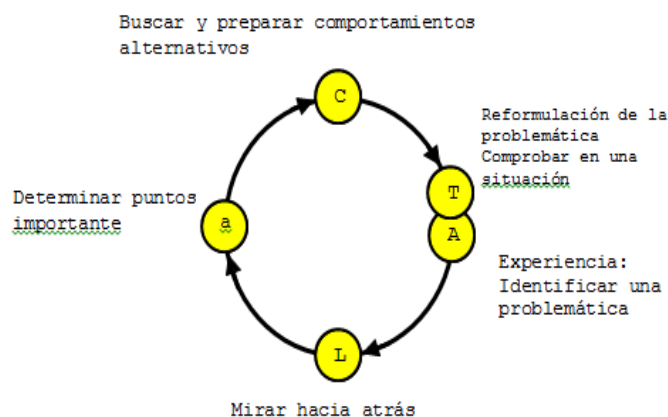 Buscar y preparar comportamientos
alternativos
C
Reformulación de la
problemática
Comprobar en una
situación
T
Determinar puntos
importante
a
A
Experiencia:
Identificar una
problemática
L
Mirar hacia atrás